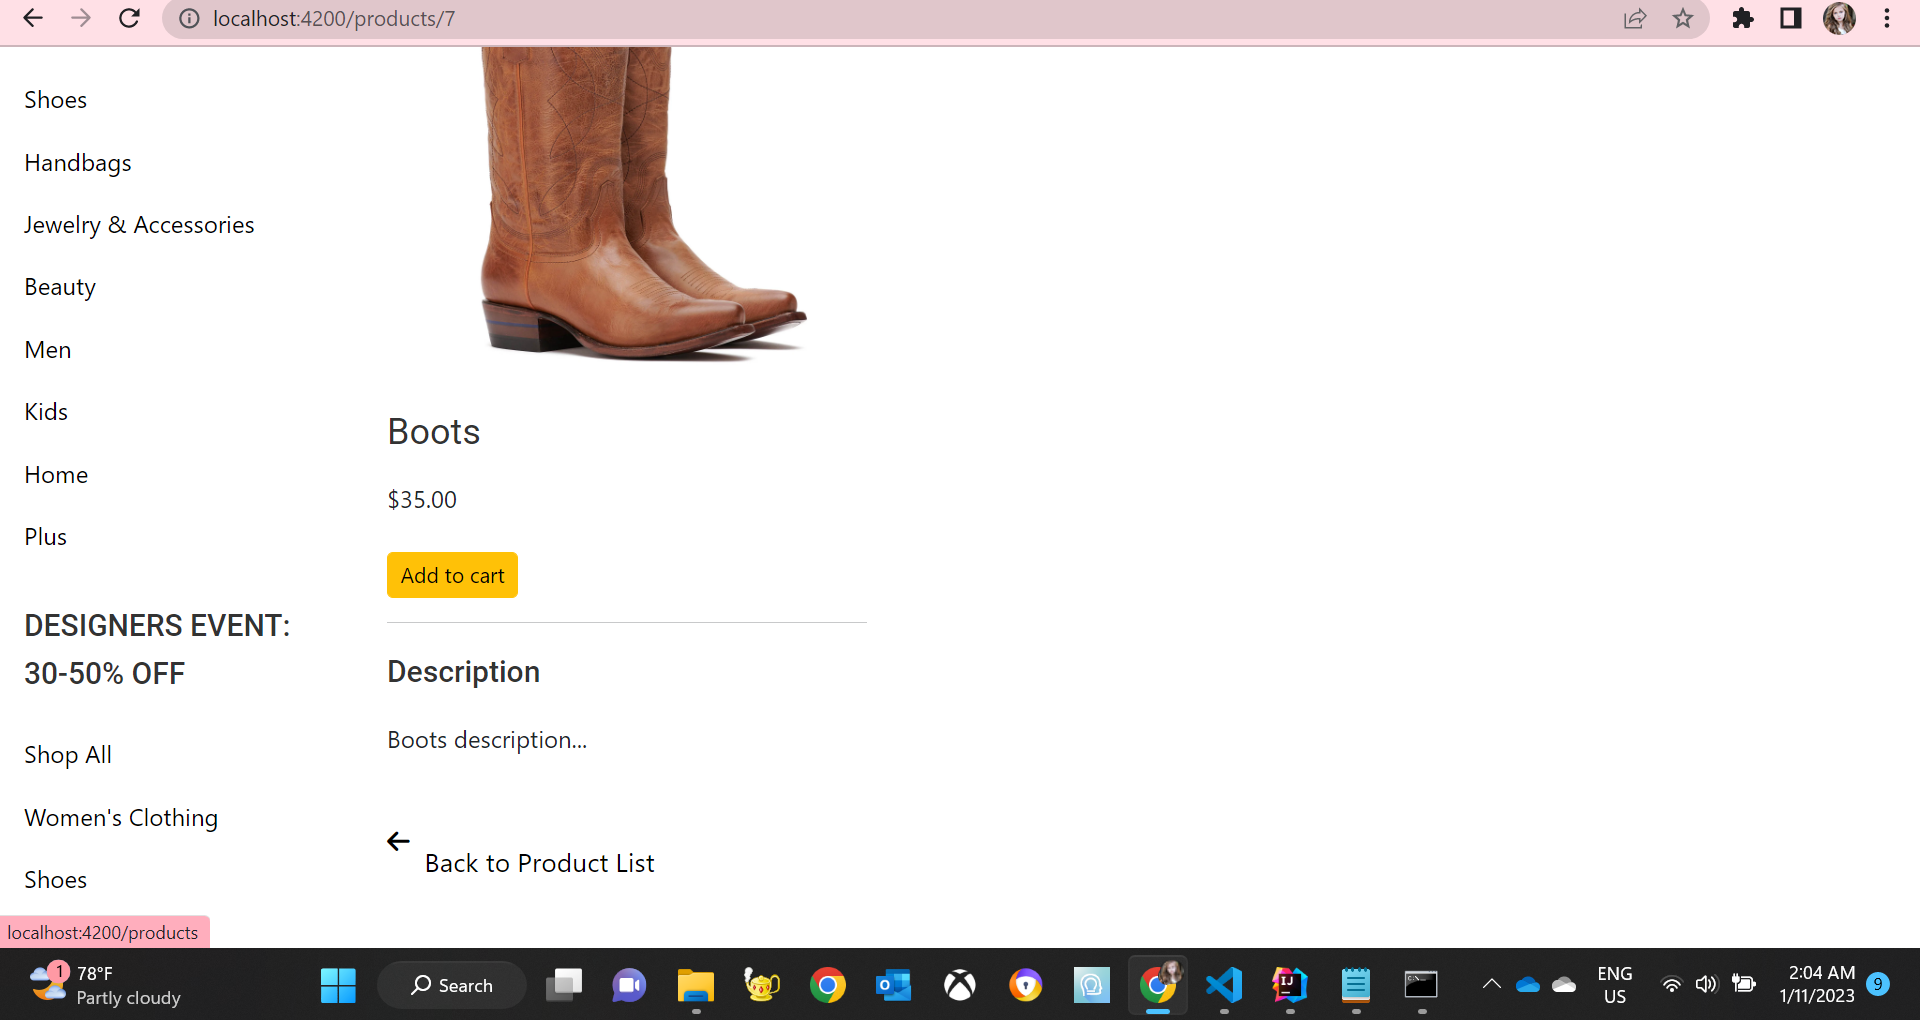 localhost:4200/products/7
Shoes
Handbags
Jewelry & Accessories
Beauty
Men
Kids
Home
Plus
DESIGNERS EVENT:
30-50% OFF
Shop All
Women's Clothing
Shoes
Boots
$35.00
Add to cart
Description
Boots description...
Back to Product List
localhost:4200/products
1
78°F
Partly cloudy
Search
IJ
ENG
US
2:04 AM
1/11/2023
9